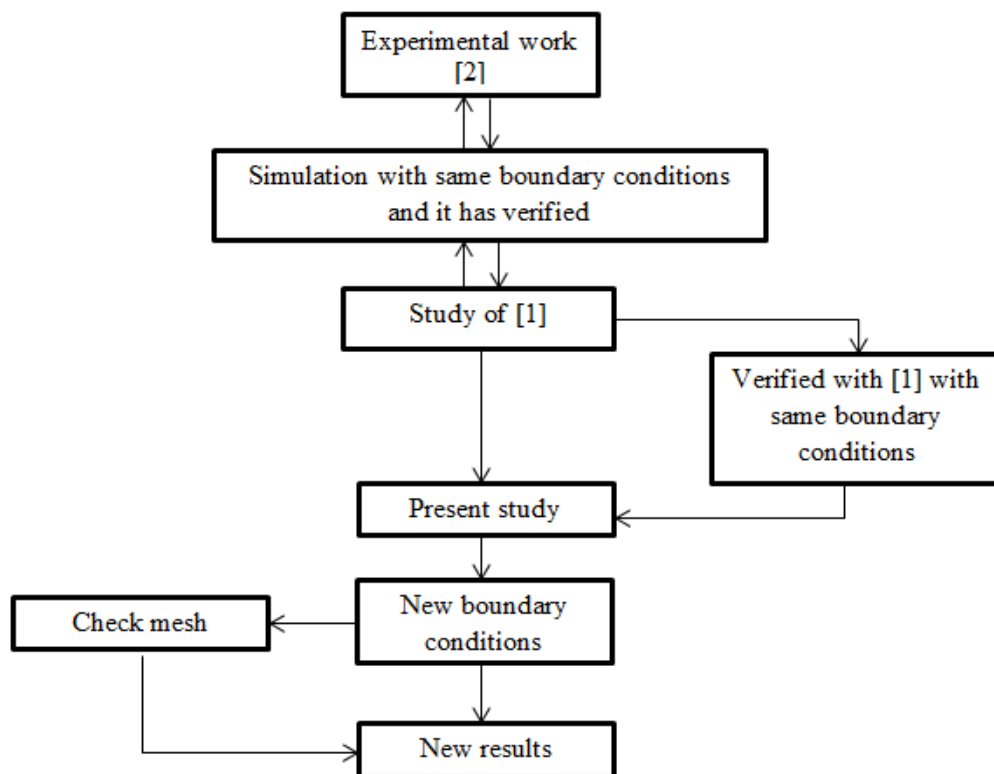 Experimental work
[2]
Simulation with same boundary conditions
and it has verified
Study of [1]
Verified with [1] with
same boundary
conditions
Present study
New boundary
conditions
Check mesh
New results